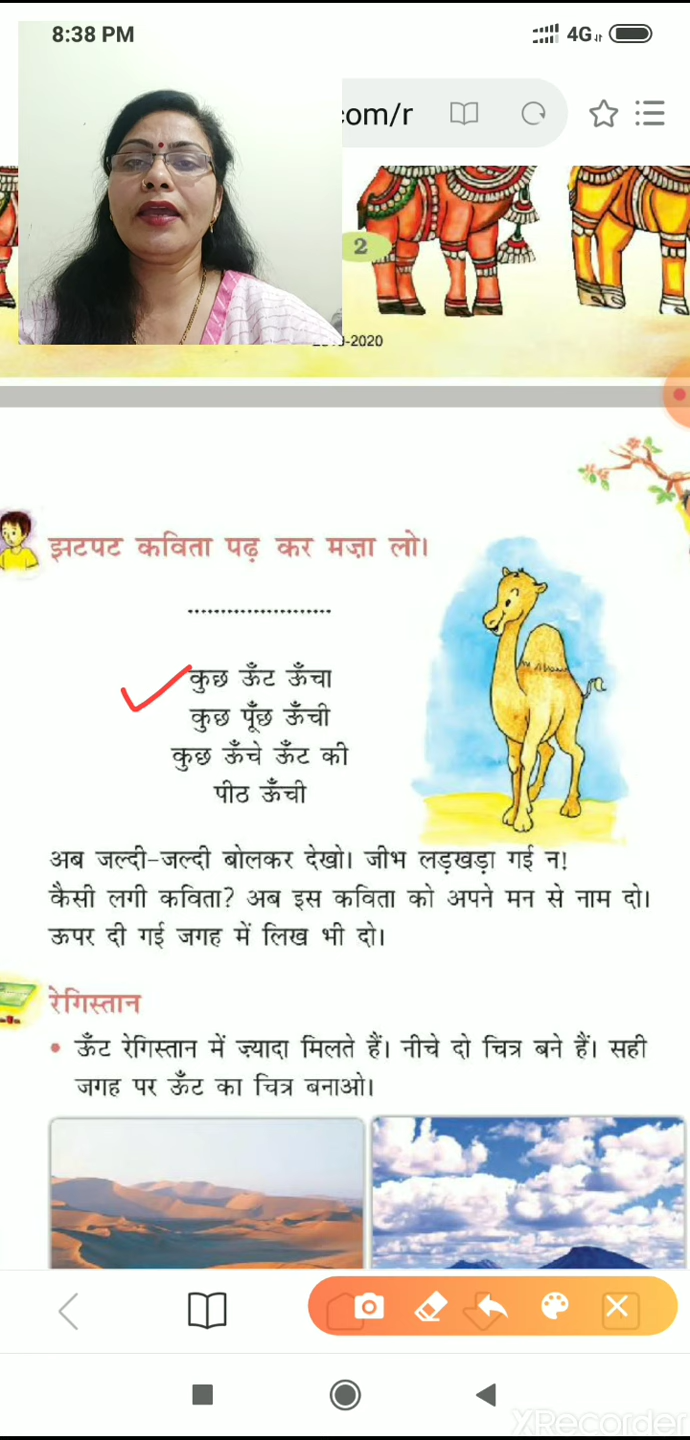 8:38 PM
4G
com/r
2
-2020
झटपट कविता पढ़ कर मज़ा लो।
......................
कुछ ऊँट ऊँचा
कुछ पूँछ ऊँची
कुछ ऊँचे ऊँट की
पीठ ऊँची
अब जल्दी-जल्दी बोलकर देखो। जीभ लड़खड़ा गई न!
कैसी लगी कविता? अब इस कविता को अपने मन से नाम दो।
ऊपर दी गई जगह में लिख भी दो।
रेगिस्तान
• ऊँट रेगिस्तान में ज़्यादा मिलते हैं। नीचे दो चित्र बने हैं। सही
जगह पर ऊँट का चित्र बनाओ।
XRecorder